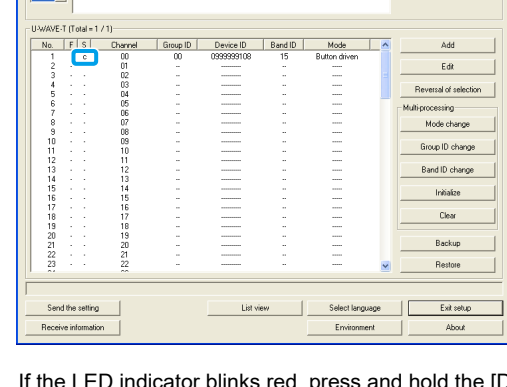 U-WAVE-T (Total = 1 / 1)
No. F S Channel Group ID Device ID Band ID Mode
1 - c 00 00 0999999108 15 Button driven
2 - - 01 -- ---------- -- -----
3 - - 02 -- ---------- -- -----
4 - - 03 -- ---------- -- -----
5 - - 04 -- ---------- -- -----
6 - - 05 -- ---------- -- -----
7 - - 06 -- ---------- -- -----
8 - - 07 -- ---------- -- -----
9 - - 08 -- ---------- -- -----
10 - - 09 -- ---------- -- -----
11 - - 10 -- ---------- -- -----
12 - - 11 -- ---------- -- -----
13 - - 12 -- ---------- -- -----
14 - - 13 -- ---------- -- -----
15 - - 14 -- ---------- -- -----
16 - - 15 -- ---------- -- -----
17 - - 16 -- ---------- -- -----
18 - - 17 -- ---------- -- -----
19 - - 18 -- ---------- -- -----
20 - - 19 -- ---------- -- -----
21 - - 20 -- ---------- -- -----
22 - - 21 -- ---------- -- -----
23 - - 22 -- ---------- -- -----
Add
Edit
Reversal of selection
Multi-processing
Mode change
Group ID change
Band ID change
Initialize
Clear
Backup
Restore
Send the setting List view Select language Exit setup
Receive information Environment About
If the LED indicator blinks red, press and hold the [D